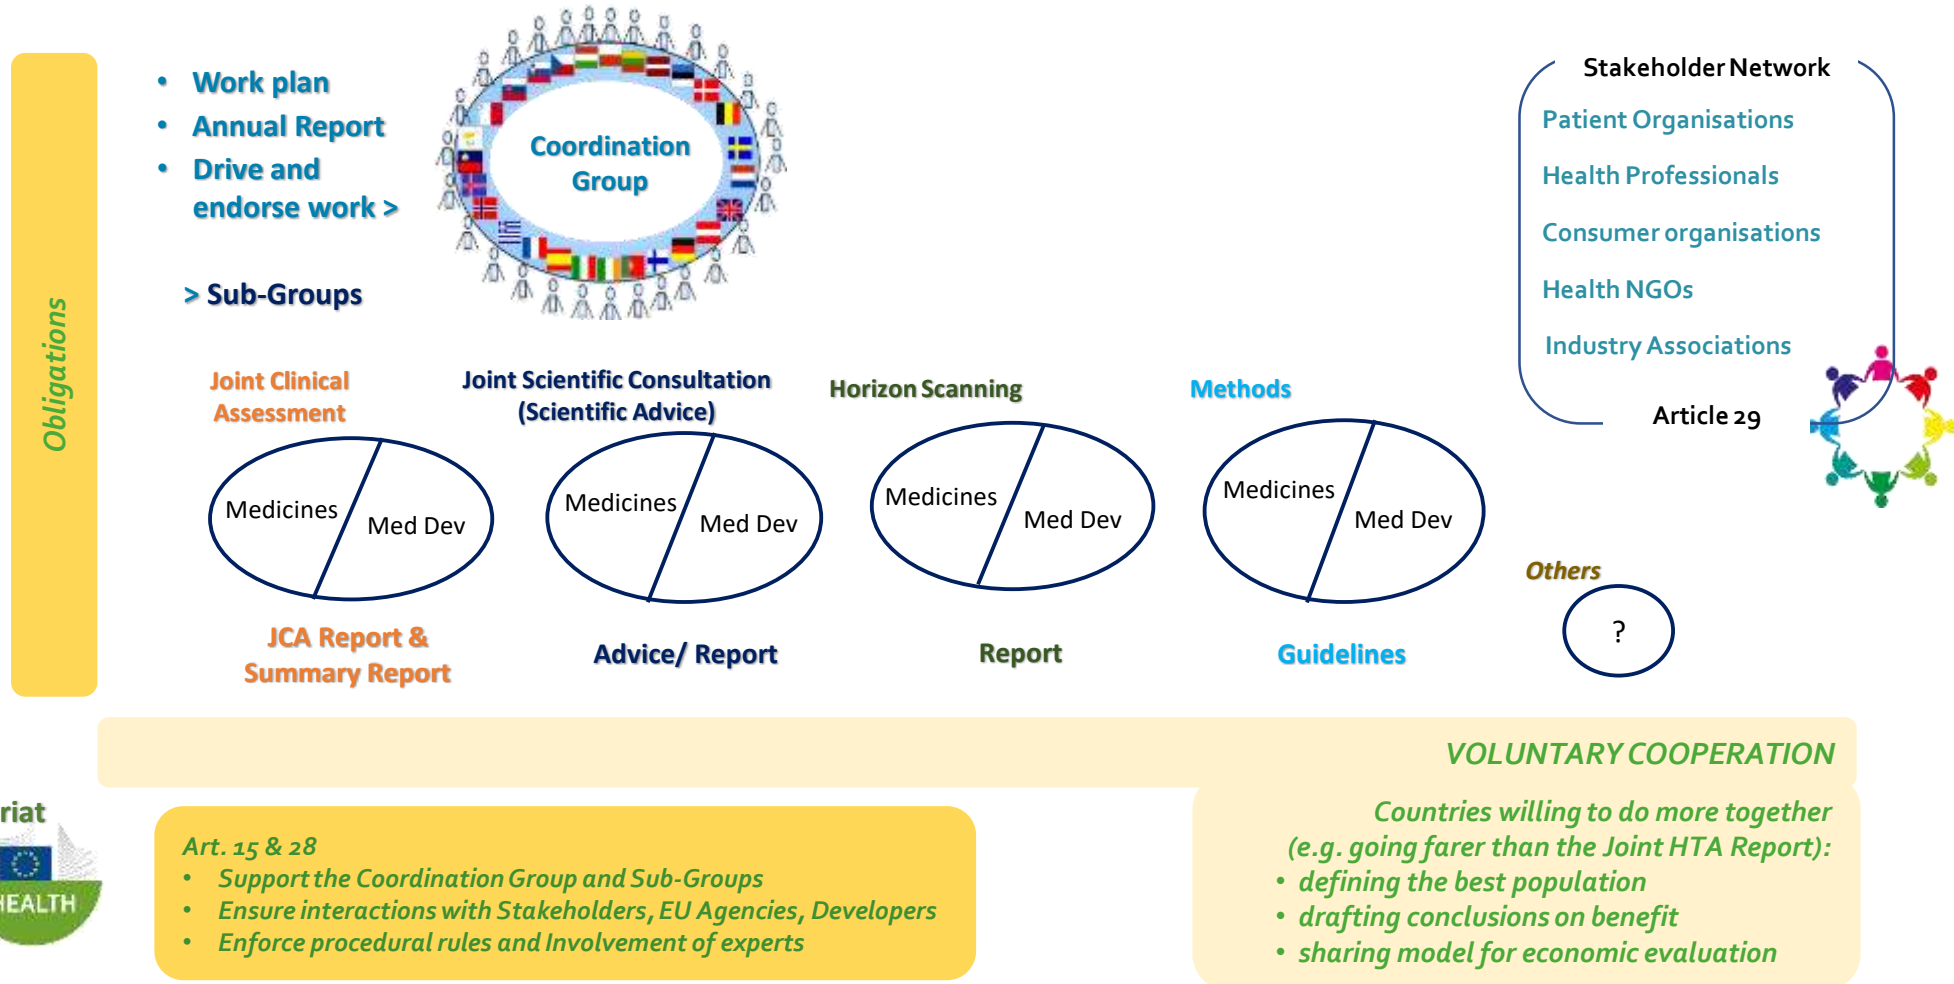 Obligations
• Work plan
• Annual Report
• Drive and
endorse work >
> Sub-Groups
Coordination
Group
Stakeholder Network
Patient Organisations
Health Professionals
Consumer organisations
Health NGOs
Industry Associations
Article 29
Joint Clinical
Assessment
Medicines
Med Dev
JCA Report &
Summary Report
Joint Scientific Consultation
(Scientific Advice)
Medicines
Med Dev
Advice/ Report
Horizon Scanning
Medicines
Med Dev
Report
Methods
Medicines
Med Dev
Guidelines
Others
?
VOLUNTARY COOPERATION
riat
HEALTH
Art. 15 & 28
• Support the Coordination Group and Sub-Groups
• Ensure interactions with Stakeholders, EU Agencies, Developers
• Enforce procedural rules and Involvement of experts
Countries willing to do more together
(e.g. going farer than the Joint HTA Report):
• defining the best population
• drafting conclusions on benefit
• sharing model for economic evaluation